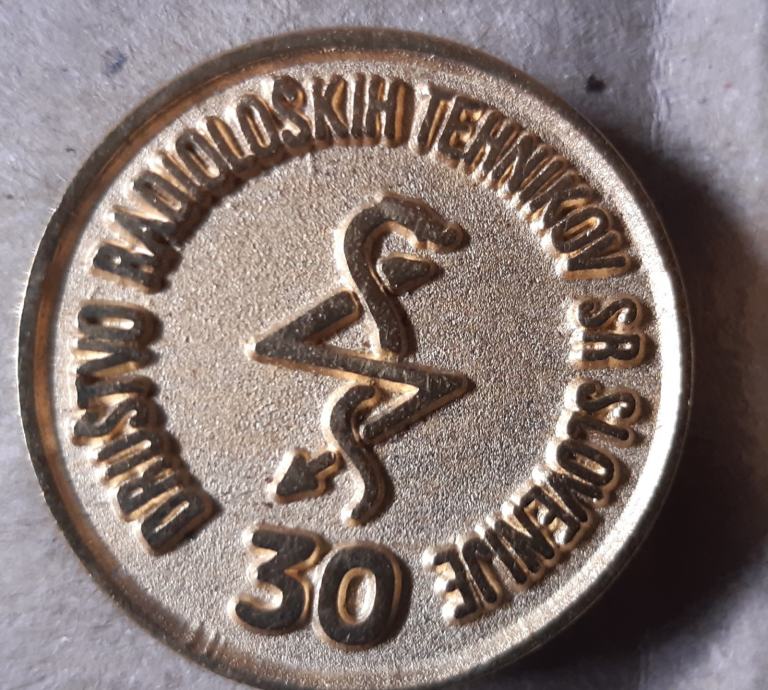 DRUŠTVO RADIOLOŠKIH TEHNIKOV SR SLOVENIJE
30